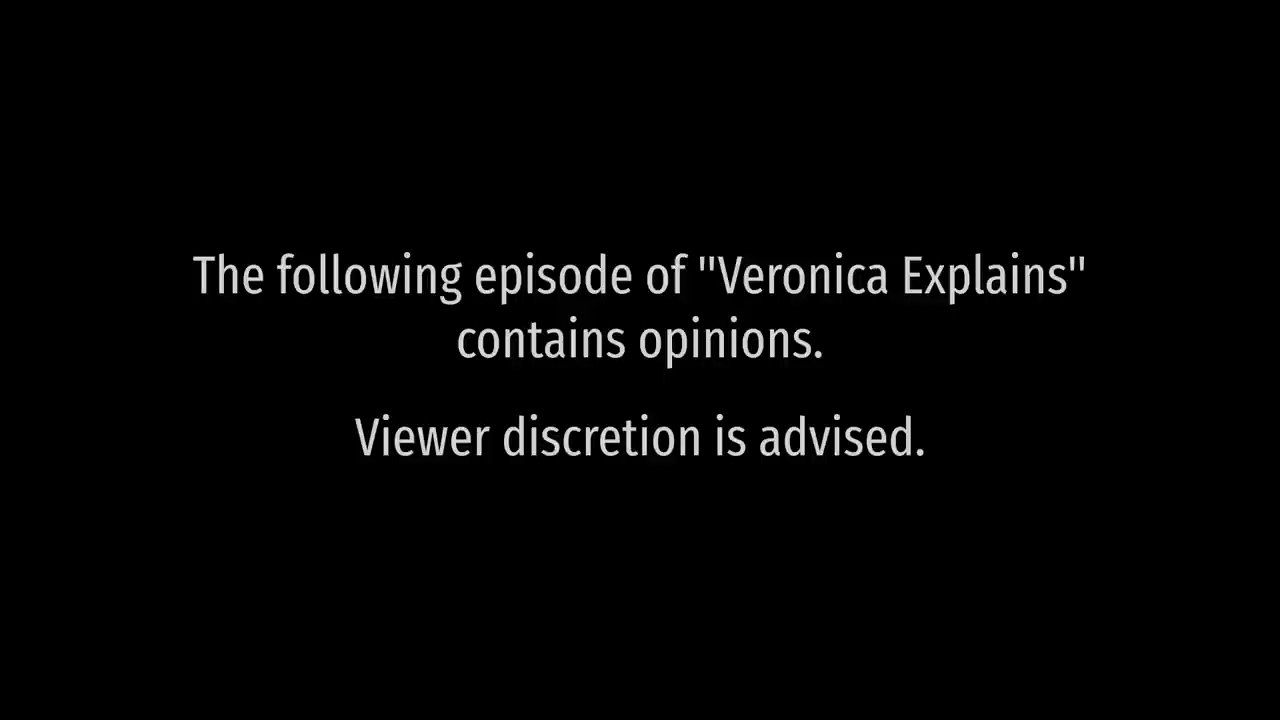 The following episode of "Veronica Explains"
contains opinions.
Viewer discretion is advised.